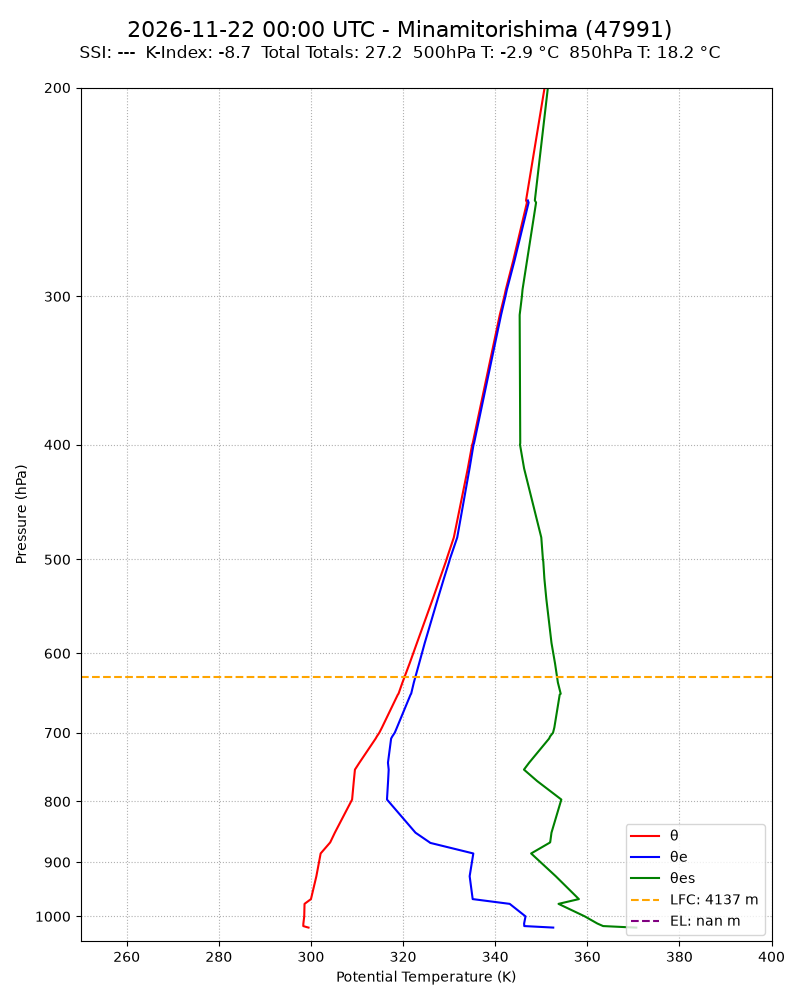 2026-11-22 00:00 UTC - Minamitorishima (47991)
SSI: --- K-Index: -8.7 Total Totals: 27.2 500hPa T: -2.9 °C 850hPa T: 18.2 °C
Pressure (hPa)
200
300
400
500
600
700
800
900
1000
θ
θe
θes
LFC: 4137 m
EL: nan m
260 280 300 320 340 360 380 400
Potential Temperature (K)